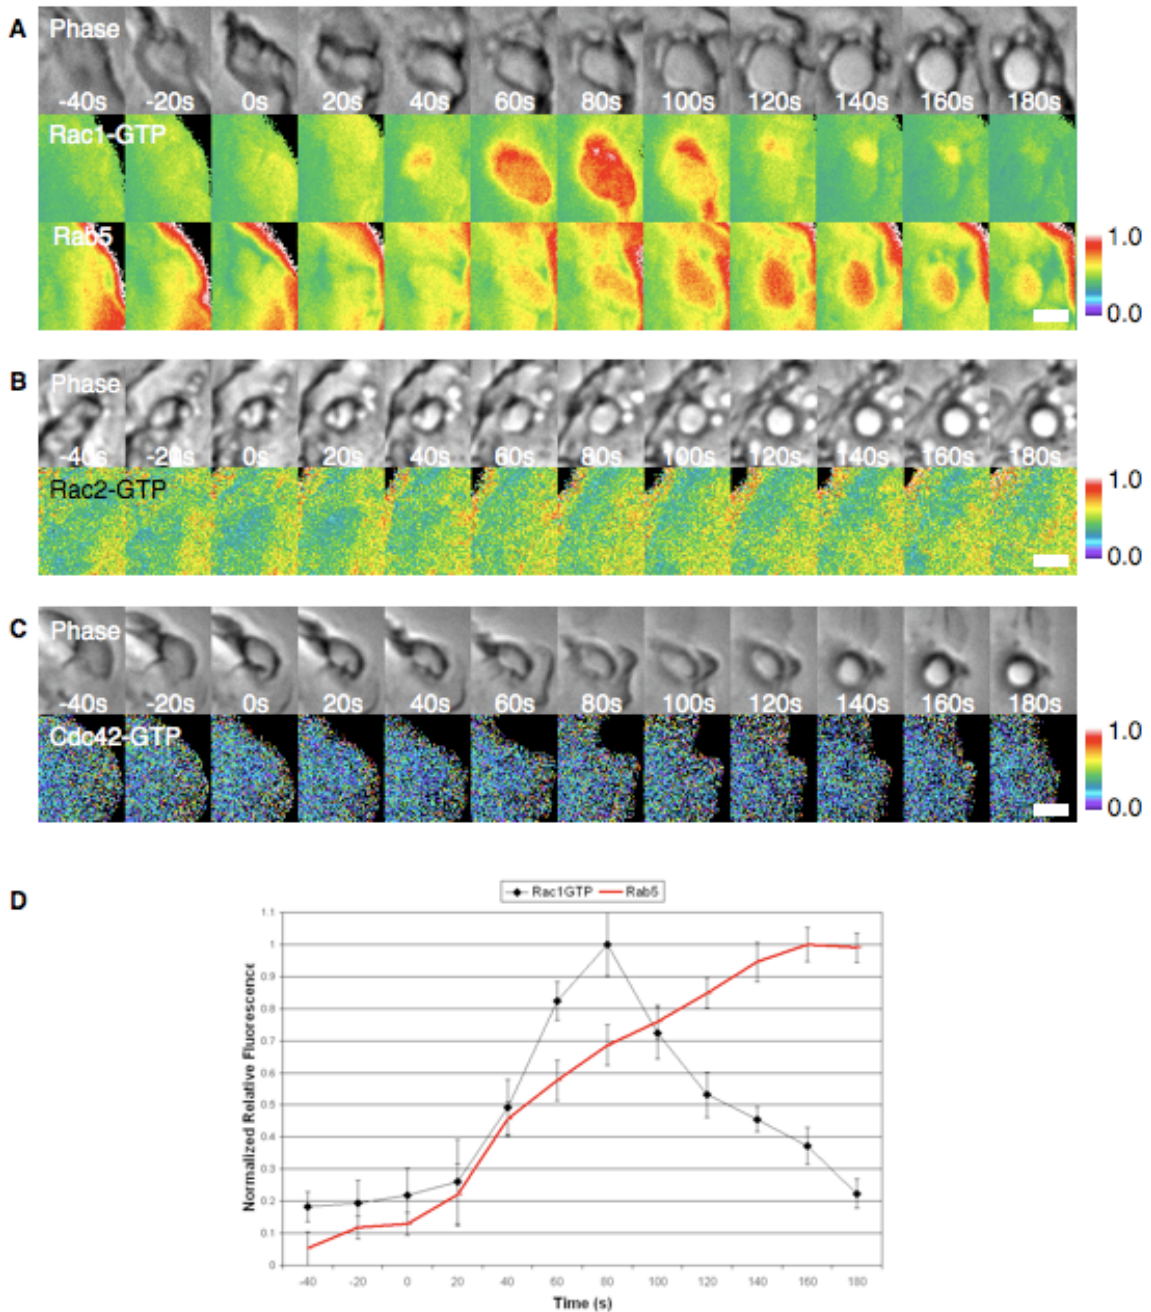 A
Phase
-40s -20s 0s 20s 40s 60s 80s 100s 120s 140s 160s 180s
Rac1-GTP
Rab5
1.0
0.0
B
Phase
-40s -20s 0s 20s 40s 60s 80s 100s 120s 140s 160s 180s
Rac2-GTP
1.0
0.0
C
Phase
-40s -20s 0s 20s 40s 60s 80s 100s 120s 140s 160s 180s
Cdc42-GTP
1.0
0.0
D
Rac1GTP Rab5
Normalized Relative Fluorescence
1.1
1
0.9
0.8
0.7
0.6
0.5
0.4
0.3
0.2
0.1
0
-40 -20 0 20 40 60 80 100 120 140 160 180
Time (s)